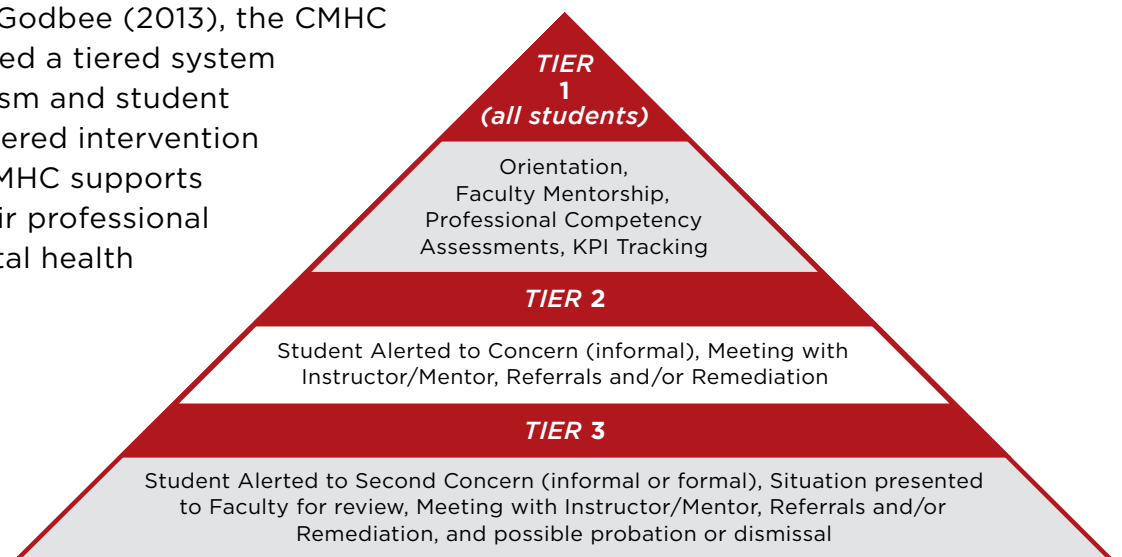 Godbee (2013), the CMHC
ed a tiered system
ism and student
ered intervention
MHC supports
ir professional
tal health
TIER
1
(all students)
Orientation,
Faculty Mentorship,
Professional Competency
Assessments, KPI Tracking
TIER 2
Student Alerted to Concern (informal), Meeting with
Instructor/Mentor, Referrals and/or Remediation
TIER 3
Student Alerted to Second Concern (informal or formal), Situation presented
to Faculty for review, Meeting with Instructor/Mentor, Referrals and/or
Remediation, and possible probation or dismissal